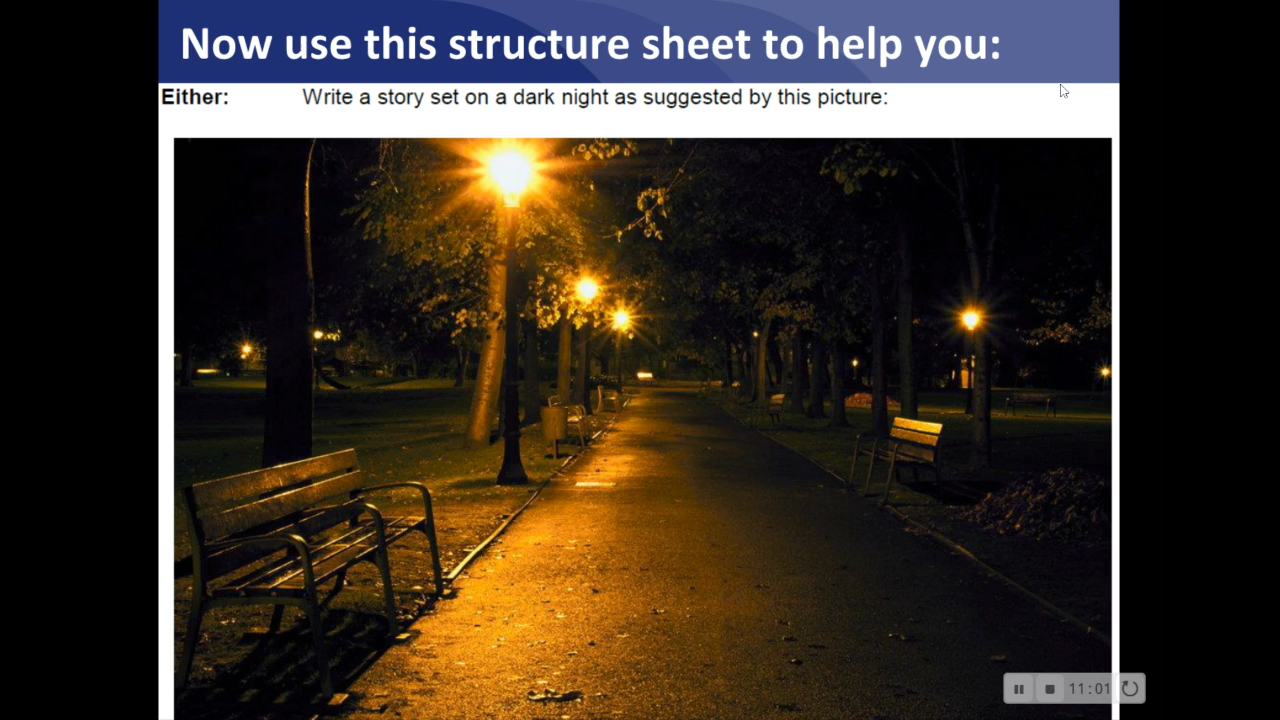 Now use this structure sheet to help you:
Either: Write a story set on a dark night as suggested by this picture:
11:01